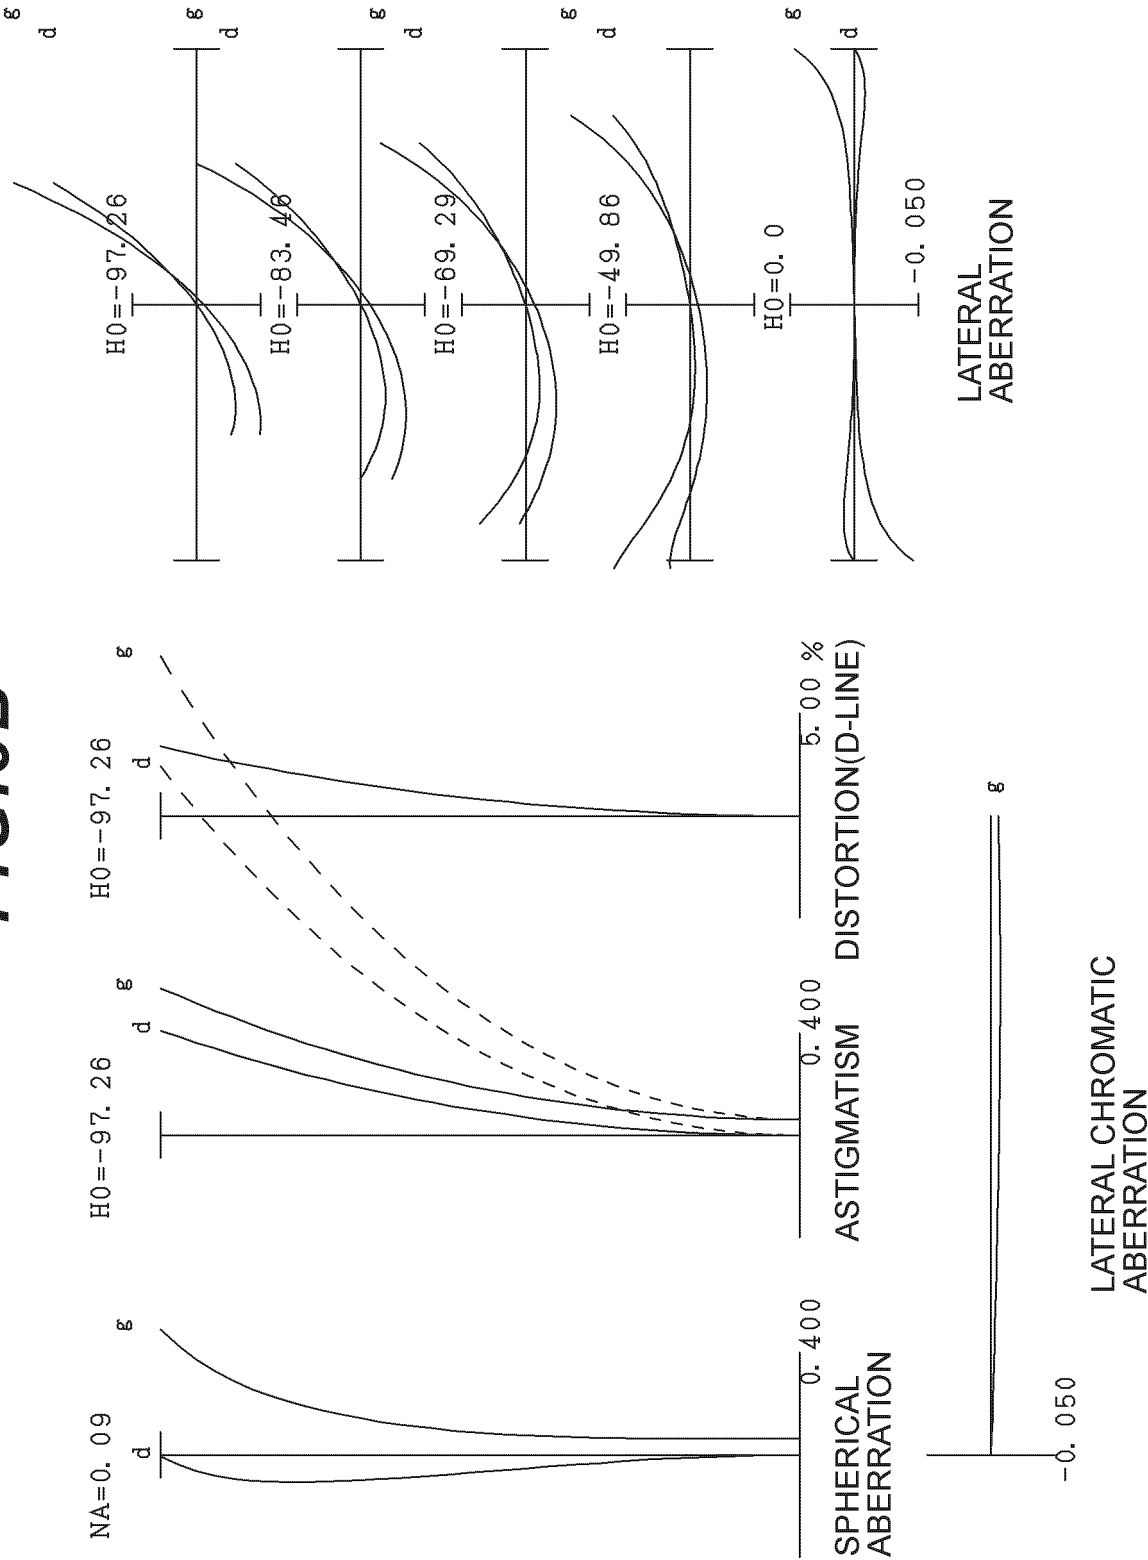 NA=0.09
d
g
0.400
SPHERICAL
ABERRATION
H0=-97.26
d
g
0.400
ASTIGMATISM
H0=-97.26
d
g
5.00 %
DISTORTION(D-LINE)
g
-0.050
LATERAL CHROMATIC
ABERRATION
H0=-97.26
d
g
H0=-83.46
d
g
H0=-69.29
d
g
H0=-49.86
d
g
H0=0.0
d
g
-0.050
LATERAL
ABERRATION